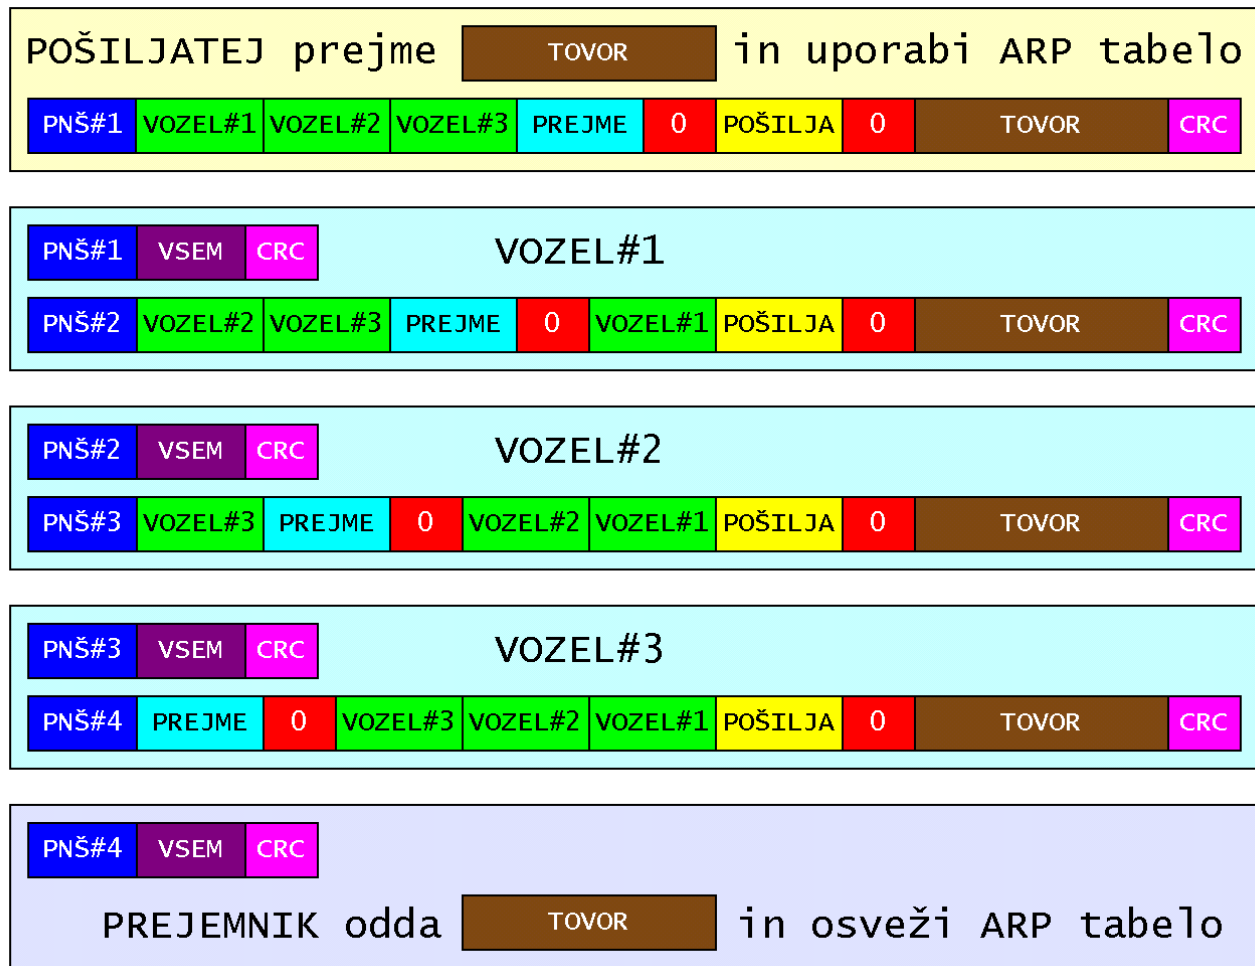 POŠILJATEJ prejme TOVOR in uporabi ARP tabelo
PNŠ#1 VOZEL#1 VOZEL#2 VOZEL#3 PREJME 0 POŠILJA 0 TOVOR CRC
PNŠ#1 VSEM CRC VOZEL#1
PNŠ#2 VOZEL#2 VOZEL#3 PREJME 0 VOZEL#1 POŠILJA 0 TOVOR CRC
PNŠ#2 VSEM CRC VOZEL#2
PNŠ#3 VOZEL#3 PREJME 0 VOZEL#2 VOZEL#1 POŠILJA 0 TOVOR CRC
PNŠ#3 VSEM CRC VOZEL#3
PNŠ#4 PREJME 0 VOZEL#3 VOZEL#2 VOZEL#1 POŠILJA 0 TOVOR CRC
PNŠ#4 VSEM CRC
PREJEMNIK odda TOVOR in osveži ARP tabelo